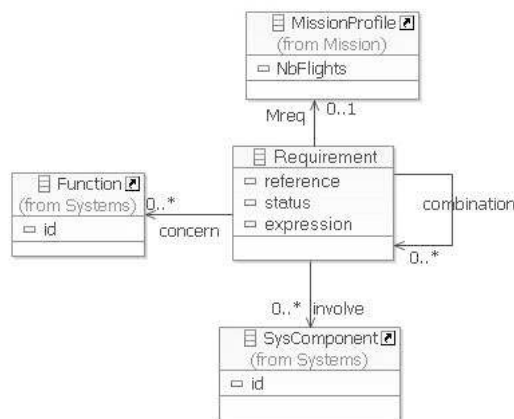 MissionProfile
(from Mission)
NbFlights
Mreq
0..1
Requirement
reference
status
expression
combination
0..*
Function
(from Systems)
id
0..*
concern
0..*
involve
SysComponent
(from Systems)
id